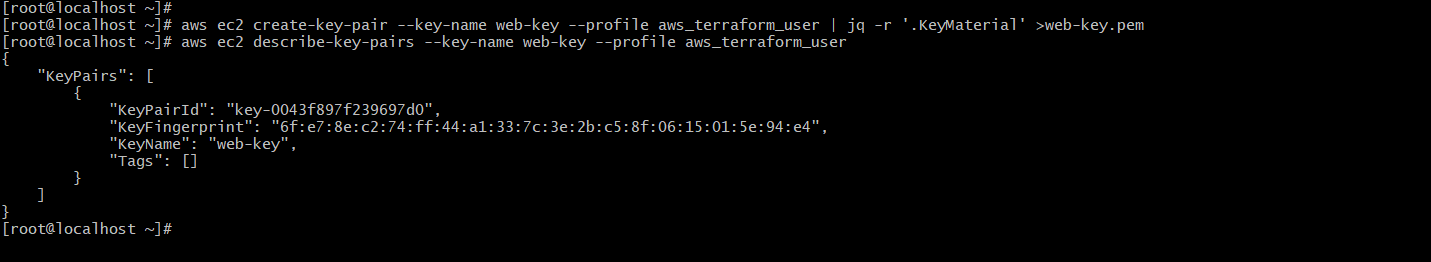 [root@localhost ~]#
[root@localhost ~]# aws ec2 create-key-pair --key-name web-key --profile aws_terraform_user | jq -r '.KeyMaterial' >web-key.pem
[root@localhost ~]# aws ec2 describe-key-pairs --key-name web-key --profile aws_terraform_user
{
    "KeyPairs": [
        {
            "KeyPairId": "key-0043f897f239697d0",
            "KeyFingerprint": "6f:e7:8e:c2:74:ff:44:a1:33:7c:3e:2b:c5:8f:06:15:01:5e:94:e4",
            "KeyName": "web-key",
            "Tags": []
        }
    ]
}
[root@localhost ~]#